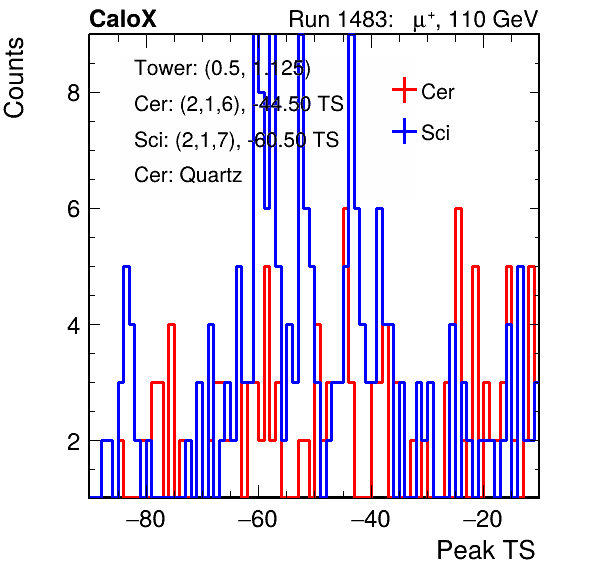 CaloX Run 1483: μ⁺, 110 GeV
Counts
Tower: (0.5, 1.125)
Cer: (2,1,6), -44.50 TS
Sci: (2,1,7), -60.50 TS
Cer: Quartz
Cer
Sci
8
6
4
2
−80 −60 −40 −20
Peak TS